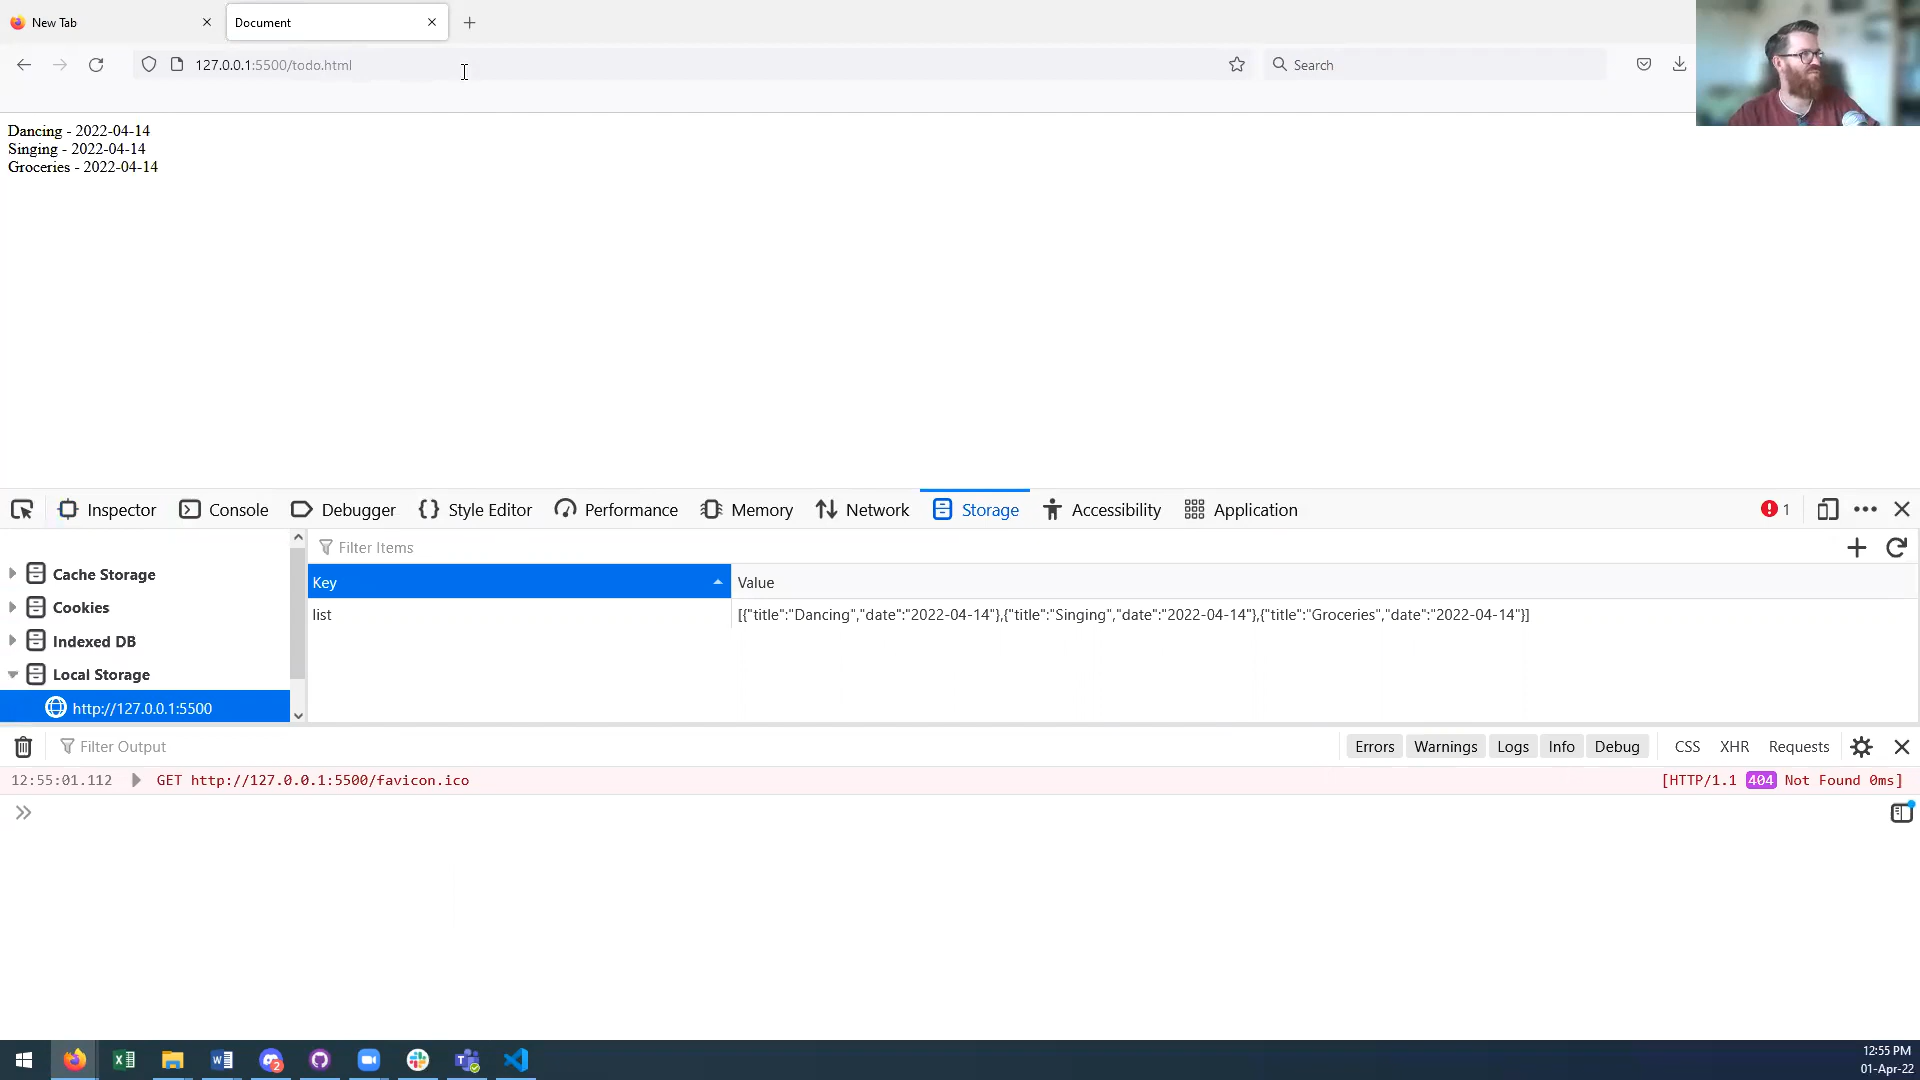 New Tab
Document
127.0.0.1:5500/todo.html
Search
Dancing - 2022-04-14
Singing - 2022-04-14
Groceries - 2022-04-14
Inspector Console Debugger {} Style Editor Performance Memory Network Storage Accessibility Application 1
Filter Items
Cache Storage
Cookies
Indexed DB
Local Storage
http://127.0.0.1:5500
Key Value
list [{"title":"Dancing","date":"2022-04-14"},{"title":"Singing","date":"2022-04-14"},{"title":"Groceries","date":"2022-04-14"}]
Filter Output Errors Warnings Logs Info Debug CSS XHR Requests
12:55:01.112 GET http://127.0.0.1:5500/favicon.ico [HTTP/1.1 404 Not Found 0ms]
2
12:55 PM
01-Apr-22